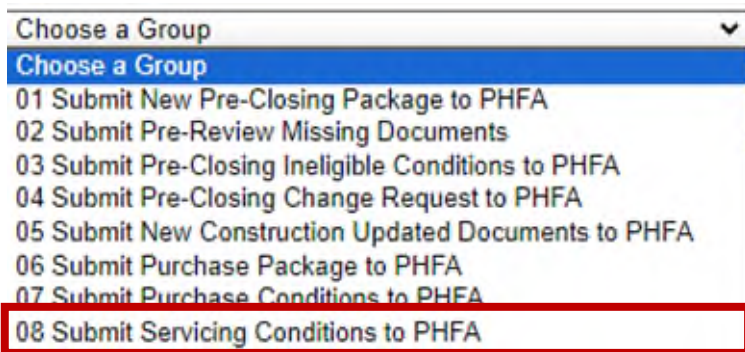 Choose a Group
Choose a Group
01 Submit New Pre-Closing Package to PHFA
02 Submit Pre-Review Missing Documents
03 Submit Pre-Closing Ineligible Conditions to PHFA
04 Submit Pre-Closing Change Request to PHFA
05 Submit New Construction Updated Documents to PHFA
06 Submit Purchase Package to PHFA
07 Submit Purchase Conditions to PHFA
08 Submit Servicing Conditions to PHFA